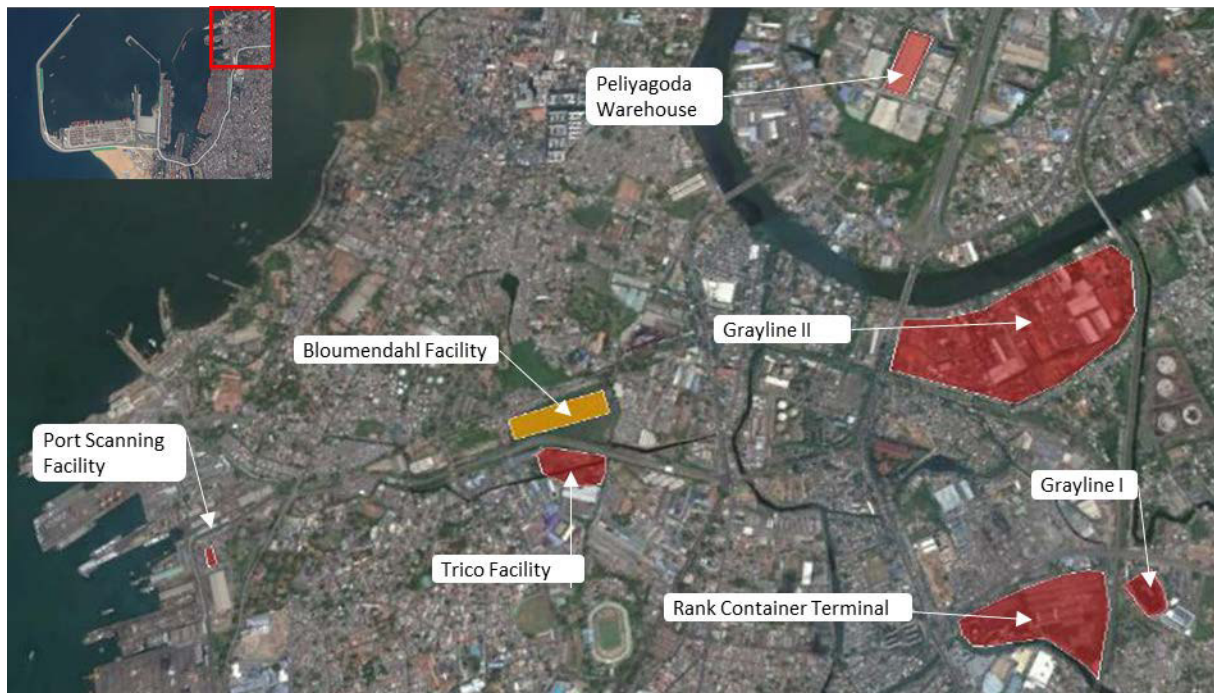 Peliyagoda
Warehouse
Grayline II
Bloumendahl Facility
Port Scanning
Facility
Grayline I
Trico Facility
Rank Container Terminal